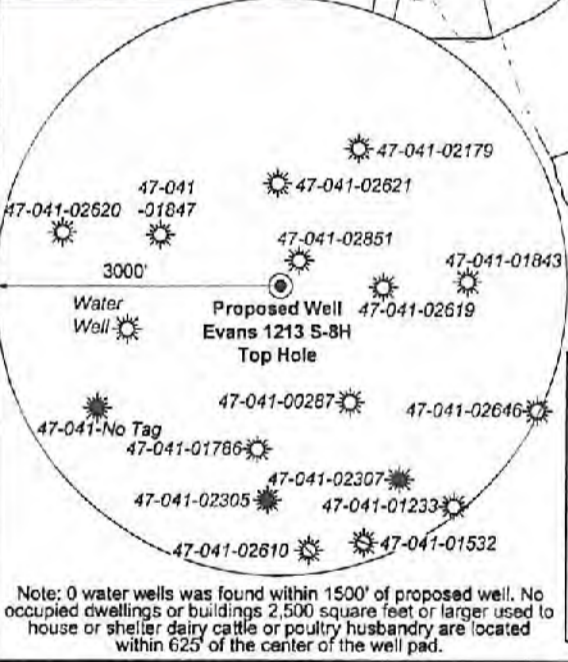 47-041-02179
47-041
-01847
47-041-02621
47-041-02620
47-041-02851
47-041-01843
3000'
Water
Well
Proposed Well
Evans 1213 S-8H
Top Hole
47-041-02619
47-041-00287
47-041-02646
47-041-No Tag
47-041-01786
47-041-02307
47-041-02305
47-041-01233
47-041-02610
47-041-01532
Note: 0 water wells was found within 1500' of proposed well. No
occupied dwellings or buildings 2,500 square feet or larger used to
house or shelter dairy cattle or poultry husbandry are located
within 625' of the center of the well pad.